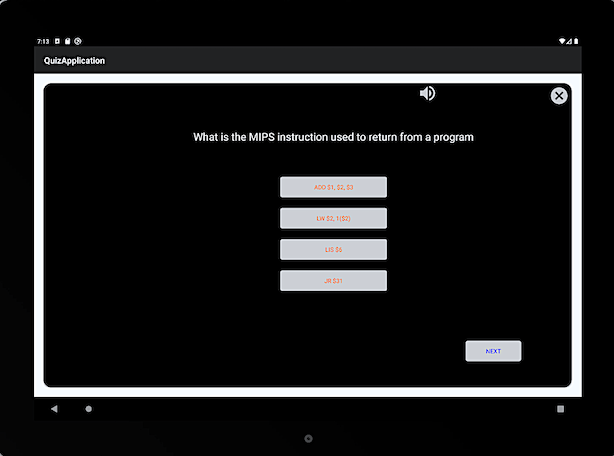 7:13
QuizApplication
What is the MIPS instruction used to return from a program
ADD $1, $2, $3
LW $2, 1($2)
LIS $6
JR $31
NEXT